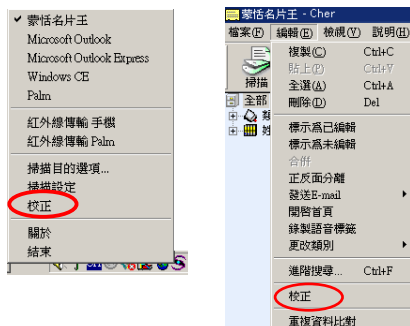 蒙恬名片王
Microsoft Outlook
Microsoft Outlook Express
Windows CE
Palm
紅外線傳輸 手機
紅外線傳輸 Palm
掃描目的選項...
掃描設定
校正
關於
結束
蒙恬名片王 - Cher
檔案(F) 編輯(E) 檢視(V) 說明(H)
掃描
全部
複製(C) Ctrl+C
貼上(P) Ctrl+V
全選(A) Ctrl+A
刪除(D) Del
標示為已編輯
標示為未編輯
合併
正反面分離
發送E-mail
開啓首頁
錄製語音標籤
更改類別
進階搜尋... Ctrl+F
校正
重複資料比對